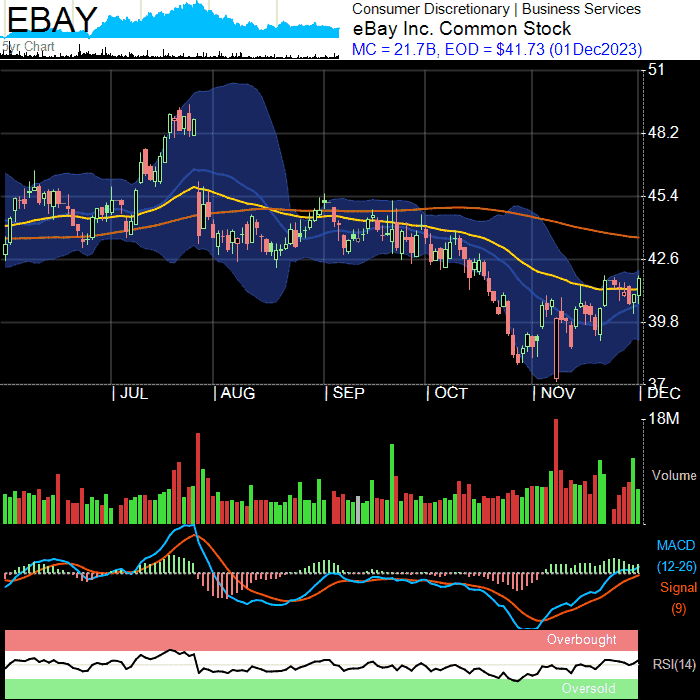 EBAY
5yr Chart
Consumer Discretionary | Business Services
eBay Inc. Common Stock
MC = 21.7B, EOD = $41.73 (01Dec2023)
51
48.2
45.4
42.6
39.8
37
| JUL | AUG | SEP | OCT | NOV | DEC
18M
Volume
MACD
(12-26)
Signal
(9)
Overbought
RSI(14)
Oversold